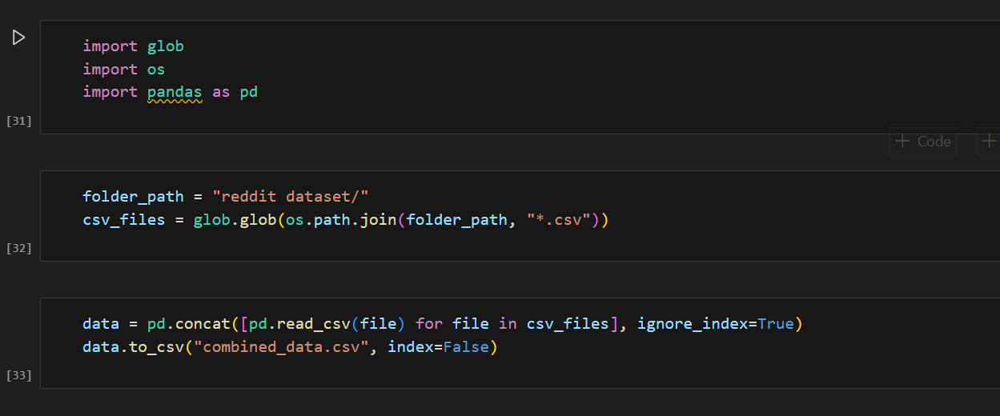 import glob
import os
import pandas as pd
[31]
+ Code +
folder_path = "reddit dataset/"
csv_files = glob.glob(os.path.join(folder_path, "*.csv"))
[32]
data = pd.concat([pd.read_csv(file) for file in csv_files], ignore_index=True)
data.to_csv("combined_data.csv", index=False)
[33]